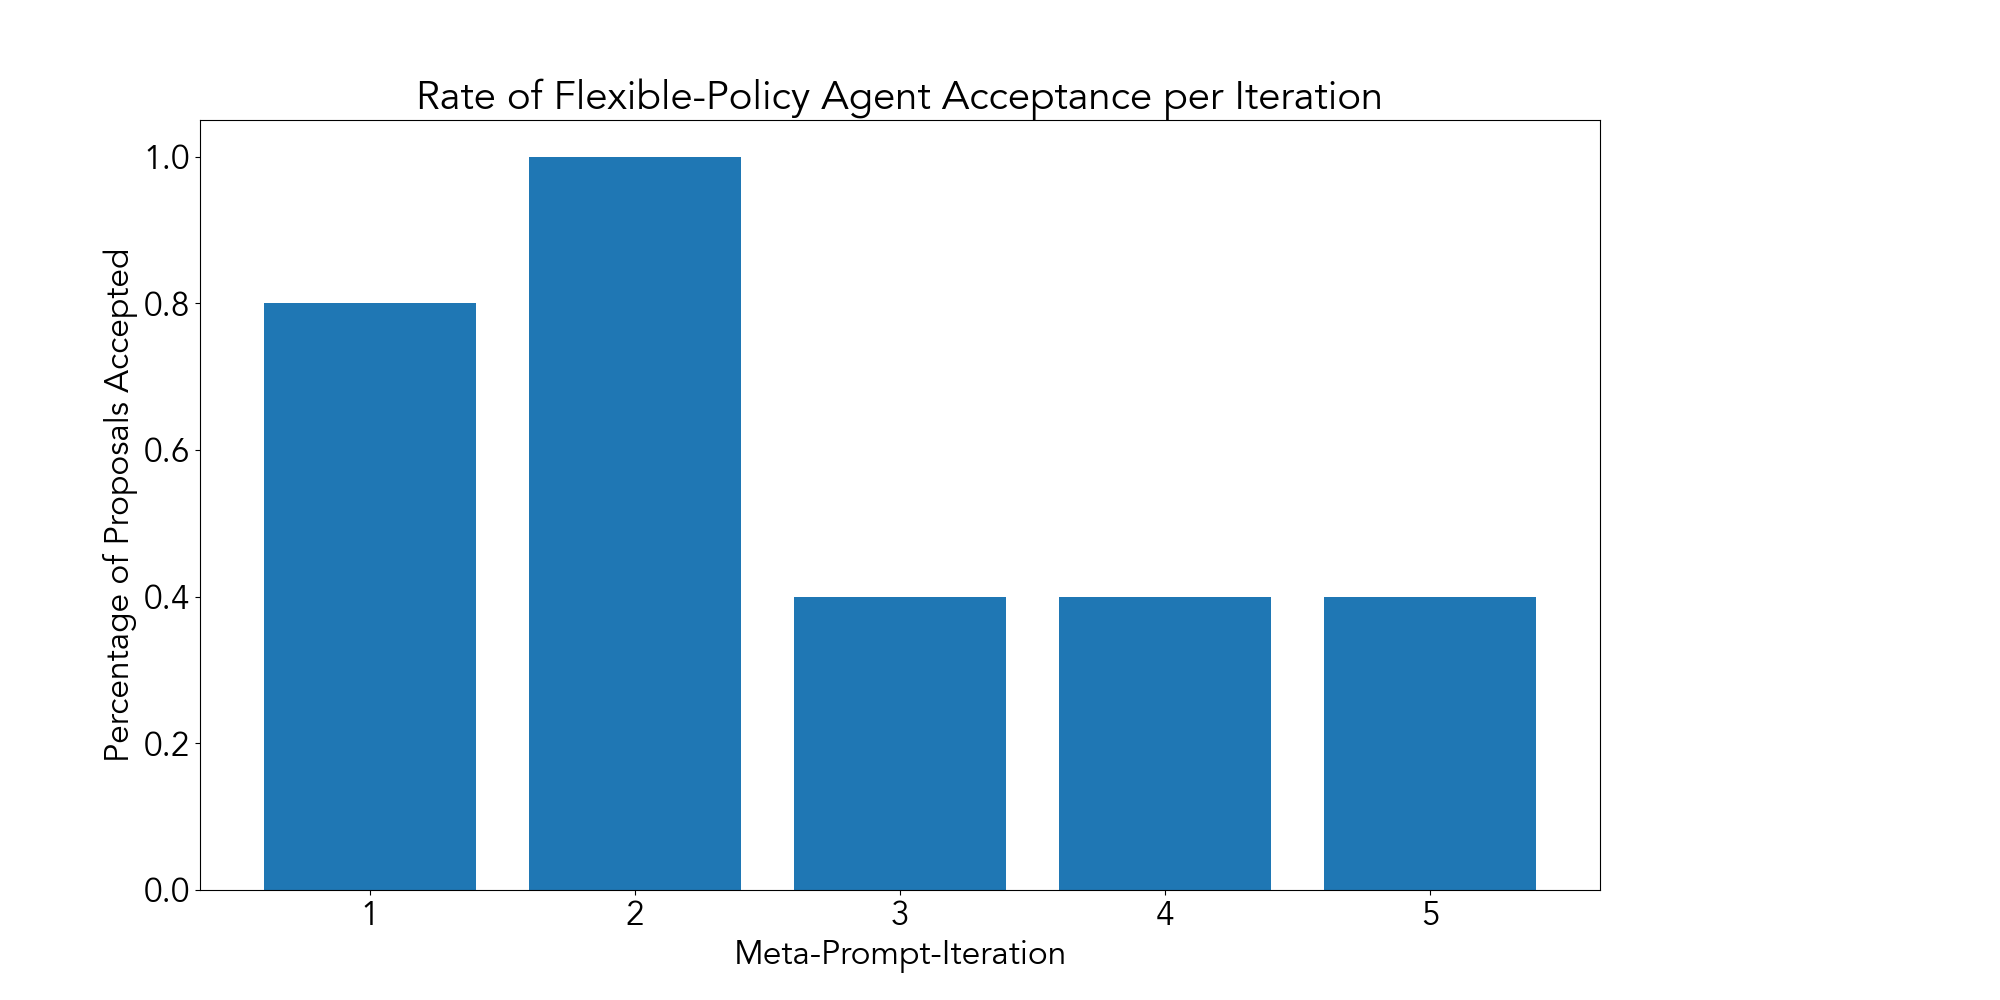 Rate of Flexible-Policy Agent Acceptance per Iteration
Percentage of Proposals Accepted
1.0
0.8
0.6
0.4
0.2
0.0
1 2 3 4 5
Meta-Prompt-Iteration